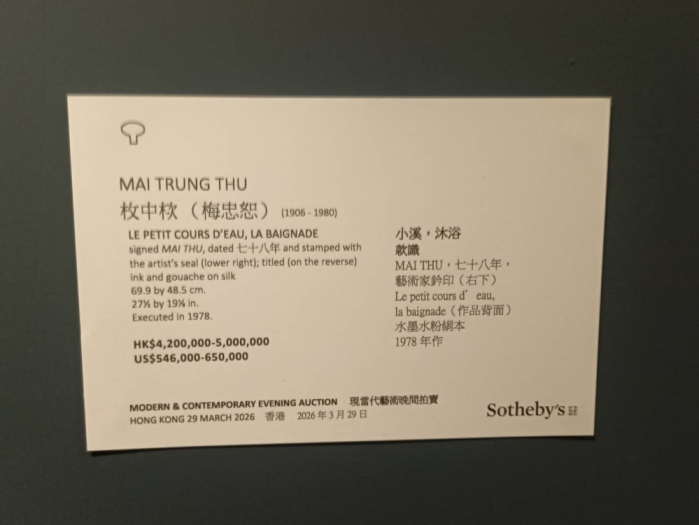 MAI TRUNG THU
枚中栨（梅忠恕） (1906 - 1980)
LE PETIT COURS D'EAU, LA BAIGNADE
signed MAI THU, dated 七十八年 and stamped with
the artist's seal (lower right); titled (on the reverse)
ink and gouache on silk
69.9 by 48.5 cm.
27½ by 19⅛ in.
Executed in 1978.
HK$4,200,000-5,000,000
US$546,000-650,000
小溪，沐浴
款識
MAI THU，七十八年，
藝術家鈐印（右下）
Le petit cours d'eau,
la baignade（作品背面）
水墨水粉絹本
1978 年作
MODERN & CONTEMPORARY EVENING AUCTION 現當代藝術晚間拍賣
HONG KONG 29 MARCH 2026 香港 2026 年 3 月 29 日
Sotheby's